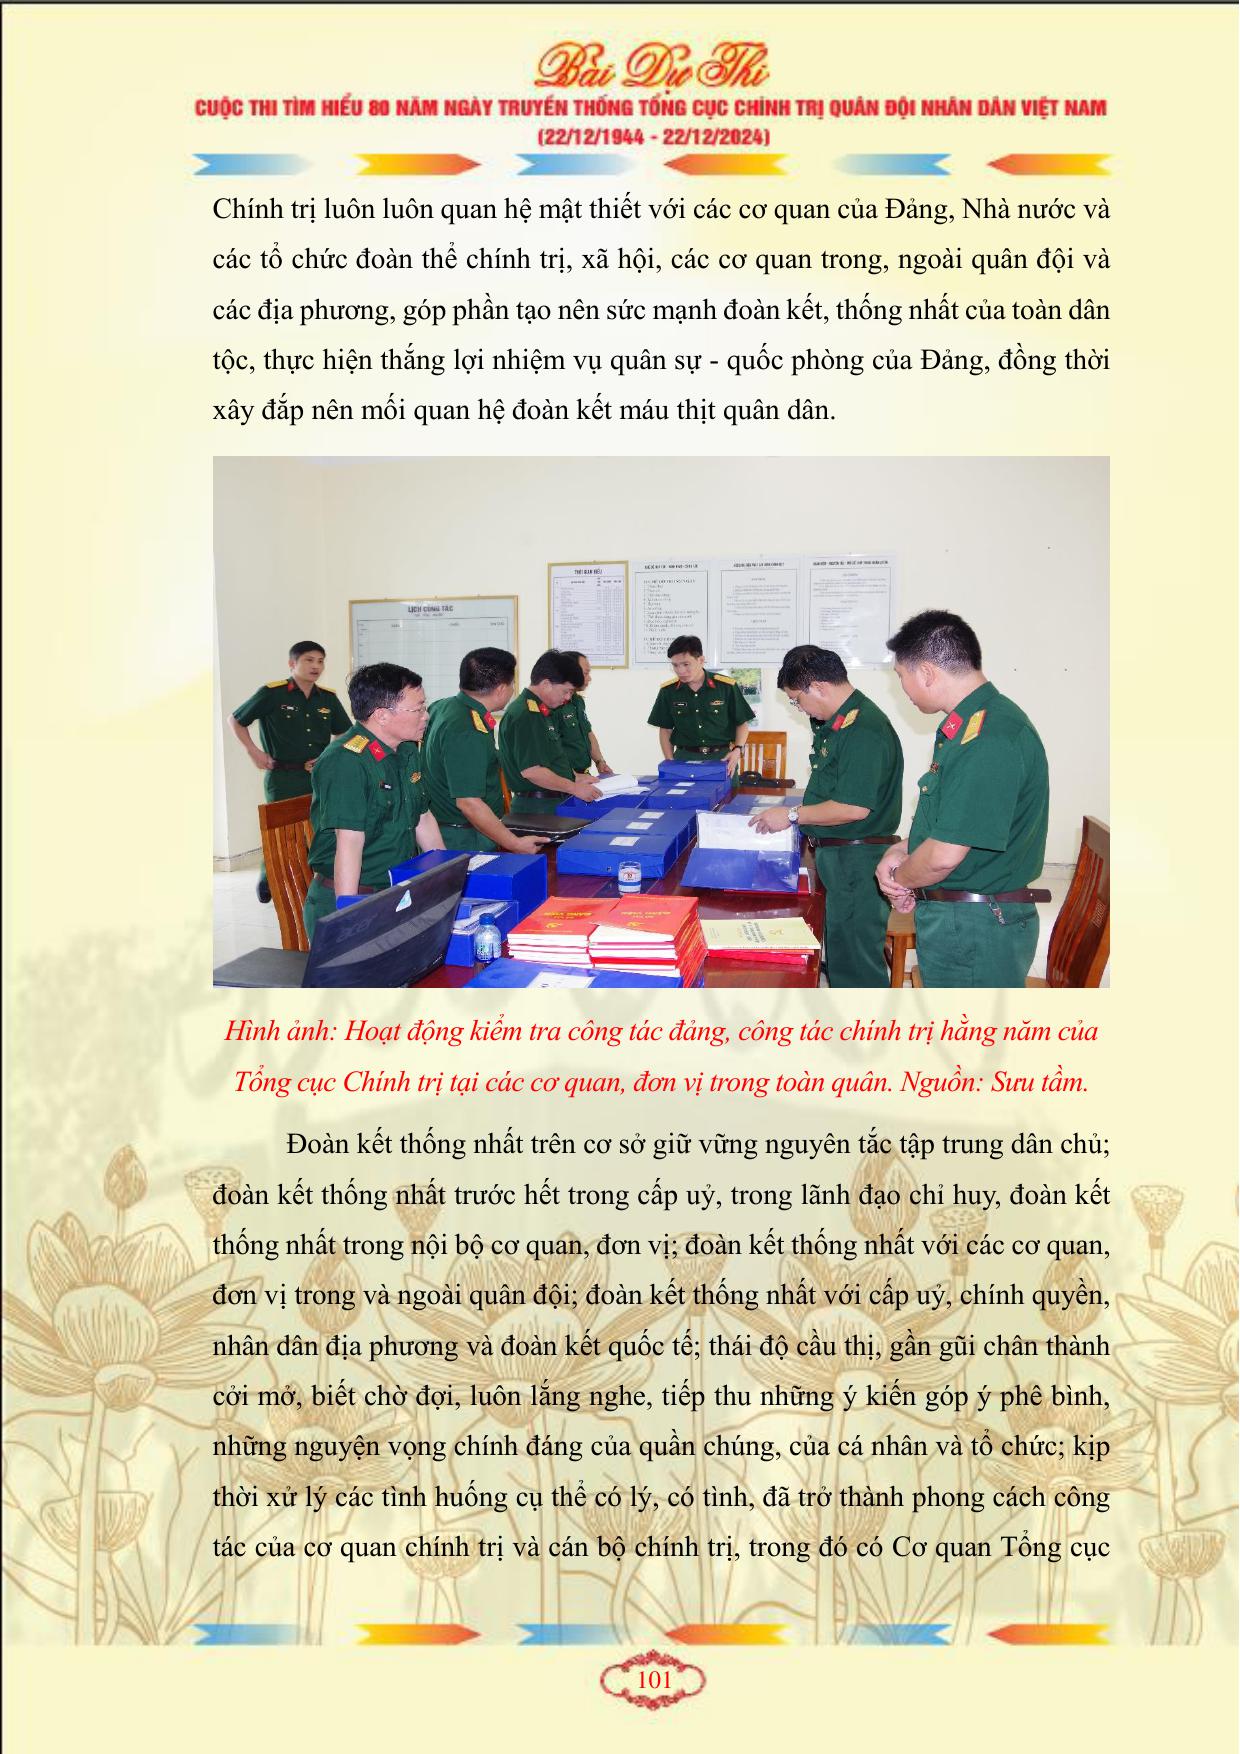 Bài Dự Thi
CUỘC THI TÌM HIỂU 80 NĂM NGÀY TRUYỀN THỐNG TỔNG CỤC CHÍNH TRỊ QUÂN ĐỘI NHÂN DÂN VIỆT NAM
(22/12/1944 - 22/12/2024)
Chính trị luôn luôn quan hệ mật thiết với các cơ quan của Đảng, Nhà nước và
các tổ chức đoàn thể chính trị, xã hội, các cơ quan trong, ngoài quân đội và
các địa phương, góp phần tạo nên sức mạnh đoàn kết, thống nhất của toàn dân
tộc, thực hiện thắng lợi nhiệm vụ quân sự - quốc phòng của Đảng, đồng thời
xây đắp nên mối quan hệ đoàn kết máu thịt quân dân.
LỊCH CÔNG TÁC
THỜI GIAN BIỂU
ĐẢNG VIÊN
Hình ảnh: Hoạt động kiểm tra công tác đảng, công tác chính trị hằng năm của
Tổng cục Chính trị tại các cơ quan, đơn vị trong toàn quân. Nguồn: Sưu tầm.
Đoàn kết thống nhất trên cơ sở giữ vững nguyên tắc tập trung dân chủ;
đoàn kết thống nhất trước hết trong cấp uỷ, trong lãnh đạo chỉ huy, đoàn kết
thống nhất trong nội bộ cơ quan, đơn vị; đoàn kết thống nhất với các cơ quan,
đơn vị trong và ngoài quân đội; đoàn kết thống nhất với cấp uỷ, chính quyền,
nhân dân địa phương và đoàn kết quốc tế; thái độ cầu thị, gần gũi chân thành
cởi mở, biết chờ đợi, luôn lắng nghe, tiếp thu những ý kiến góp ý phê bình,
những nguyện vọng chính đáng của quần chúng, của cá nhân và tổ chức; kịp
thời xử lý các tình huống cụ thể có lý, có tình, đã trở thành phong cách công
tác của cơ quan chính trị và cán bộ chính trị, trong đó có Cơ quan Tổng cục
101